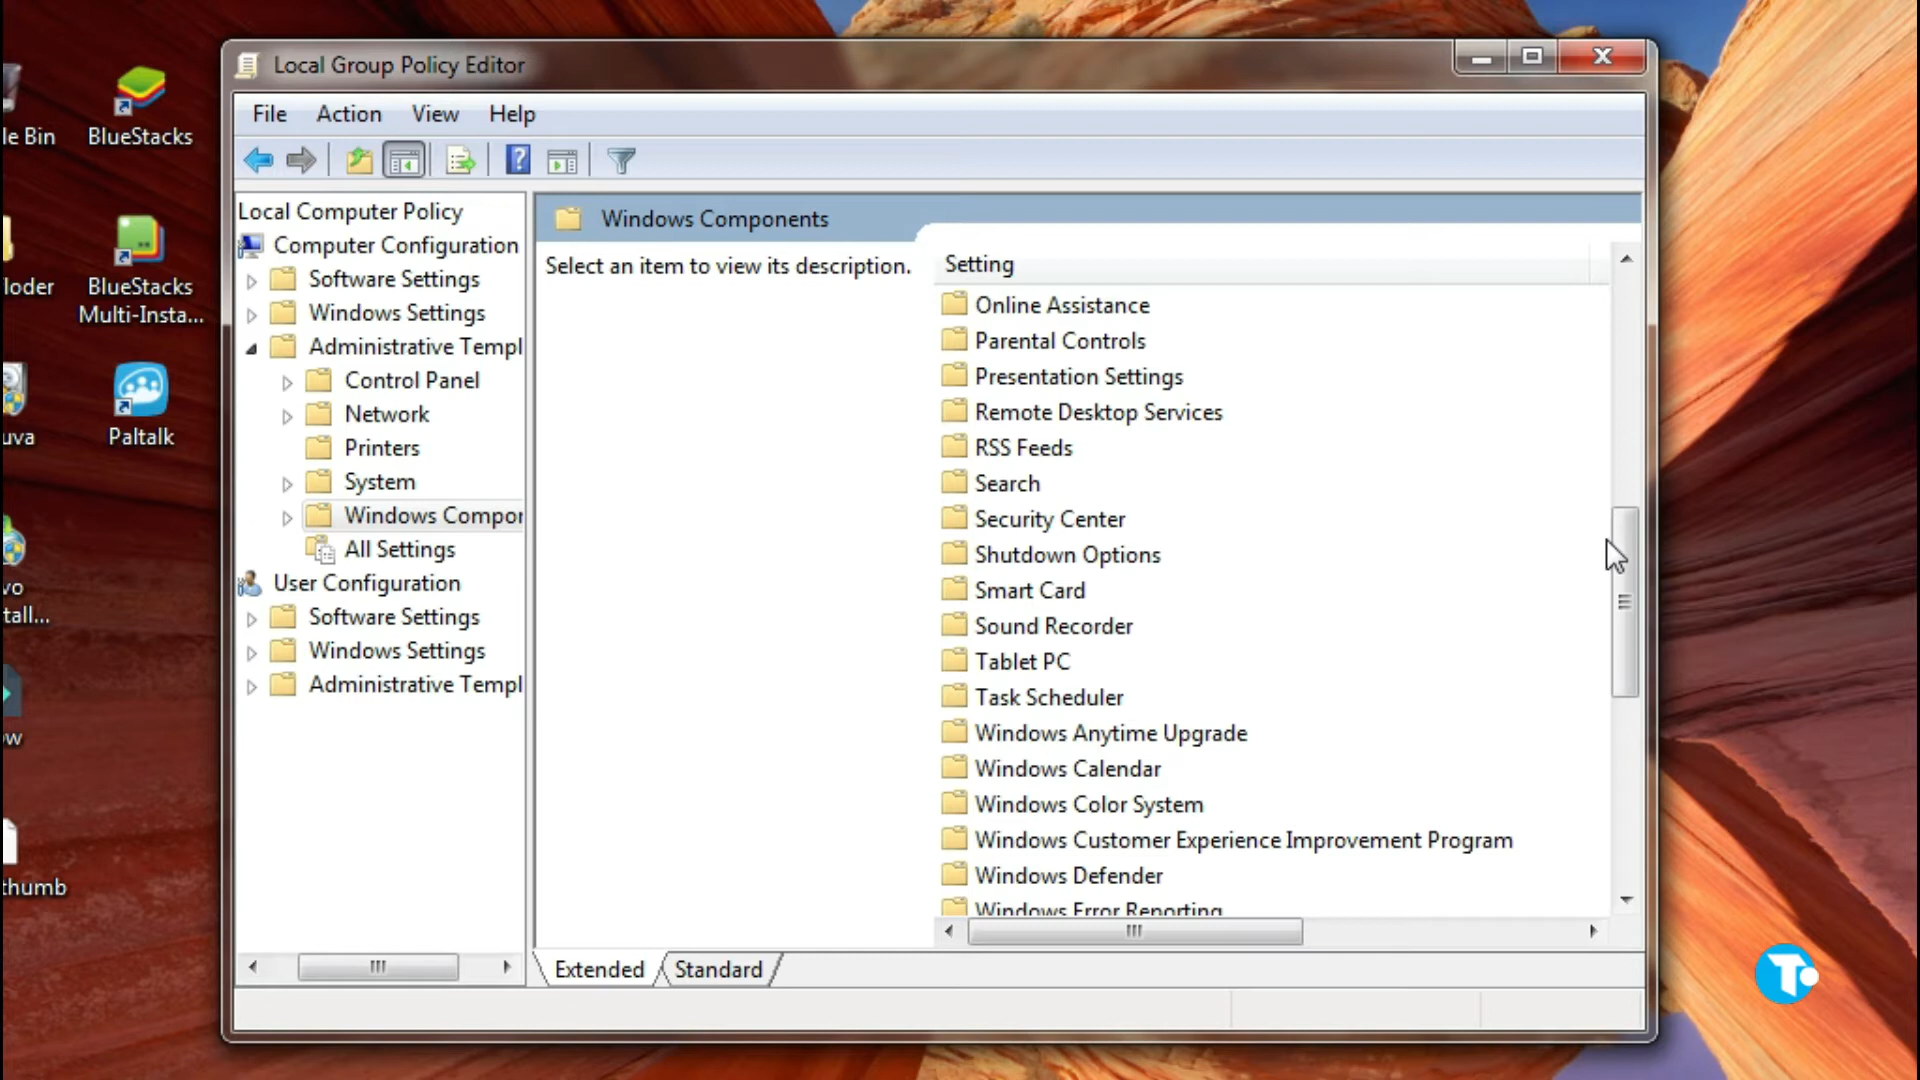 Local Group Policy Editor
File Action View Help
le Bin
BlueStacks
loder
BlueStacks
Multi-Insta...
uva
Paltalk
vo
tall...
ow
thumb
Local Computer Policy
Computer Configuration
Software Settings
Windows Settings
Administrative Templ
Control Panel
Network
Printers
System
Windows Compor
All Settings
User Configuration
Software Settings
Windows Settings
Administrative Templ
Windows Components
Select an item to view its description.
Setting
Online Assistance
Parental Controls
Presentation Settings
Remote Desktop Services
RSS Feeds
Search
Security Center
Shutdown Options
Smart Card
Sound Recorder
Tablet PC
Task Scheduler
Windows Anytime Upgrade
Windows Calendar
Windows Color System
Windows Customer Experience Improvement Program
Windows Defender
Windows Error Reporting
Extended Standard
T